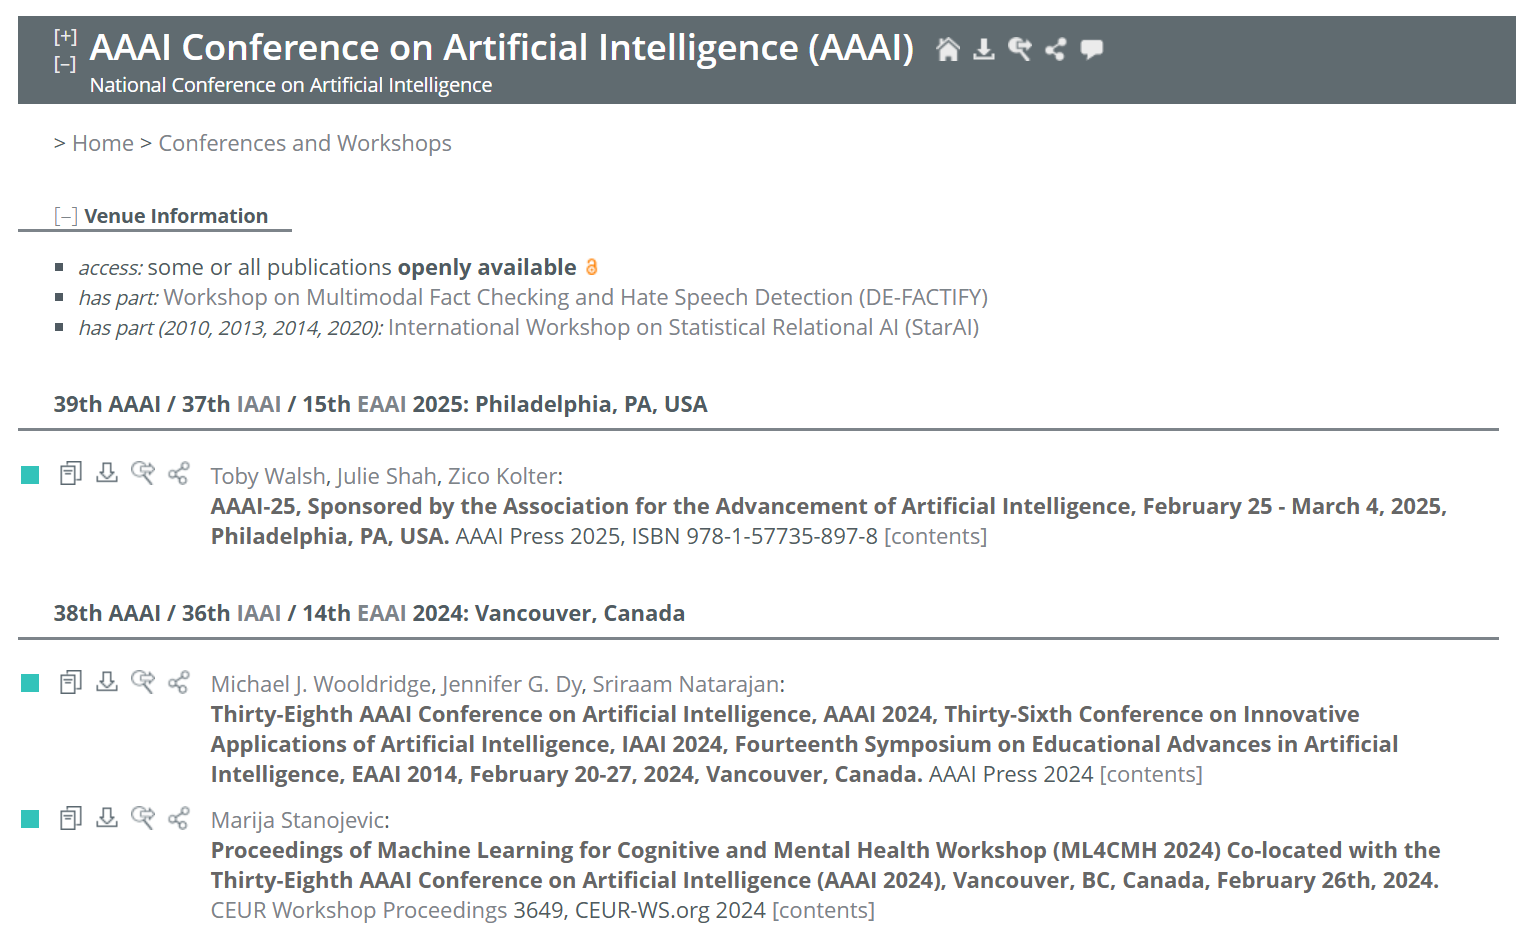 [+]
[–]
AAAI Conference on Artificial Intelligence (AAAI)
National Conference on Artificial Intelligence
> Home > Conferences and Workshops
[–] Venue Information
access: some or all publications openly available
has part: Workshop on Multimodal Fact Checking and Hate Speech Detection (DE-FACTIFY)
has part (2010, 2013, 2014, 2020): International Workshop on Statistical Relational AI (StarAI)
39th AAAI / 37th IAAI / 15th EAAI 2025: Philadelphia, PA, USA
Toby Walsh, Julie Shah, Zico Kolter:
AAAI-25, Sponsored by the Association for the Advancement of Artificial Intelligence, February 25 - March 4, 2025,
Philadelphia, PA, USA. AAAI Press 2025, ISBN 978-1-57735-897-8 [contents]
38th AAAI / 36th IAAI / 14th EAAI 2024: Vancouver, Canada
Michael J. Wooldridge, Jennifer G. Dy, Sriraam Natarajan:
Thirty-Eighth AAAI Conference on Artificial Intelligence, AAAI 2024, Thirty-Sixth Conference on Innovative
Applications of Artificial Intelligence, IAAI 2024, Fourteenth Symposium on Educational Advances in Artificial
Intelligence, EAAI 2014, February 20-27, 2024, Vancouver, Canada. AAAI Press 2024 [contents]
Marija Stanojevic:
Proceedings of Machine Learning for Cognitive and Mental Health Workshop (ML4CMH 2024) Co-located with the
Thirty-Eighth AAAI Conference on Artificial Intelligence (AAAI 2024), Vancouver, BC, Canada, February 26th, 2024.
CEUR Workshop Proceedings 3649, CEUR-WS.org 2024 [contents]